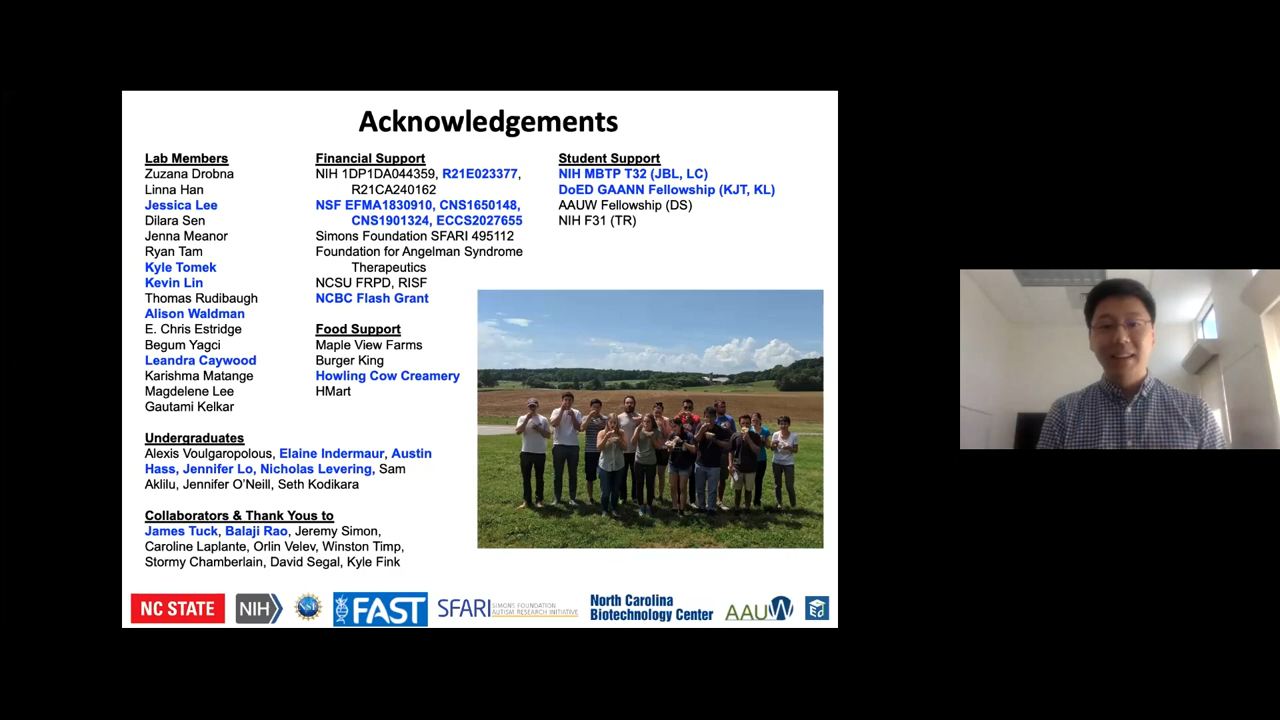 Acknowledgements
Lab Members
Zuzana Drobna
Linna Han
Jessica Lee
Dilara Sen
Jenna Meanor
Ryan Tam
Kyle Tomek
Kevin Lin
Thomas Rudibaugh
Alison Waldman
E. Chris Estridge
Begum Yagci
Leandra Caywood
Karishma Matange
Magdelene Lee
Gautami Kelkar
Undergraduates
Alexis Voulgaropolous, Elaine Indermaur, Austin
Hass, Jennifer Lo, Nicholas Levering, Sam
Aklilu, Jennifer O'Neill, Seth Kodikara
Collaborators & Thank Yous to
James Tuck, Balaji Rao, Jeremy Simon,
Caroline Laplante, Orlin Velev, Winston Timp,
Stormy Chamberlain, David Segal, Kyle Fink
Financial Support
NIH 1DP1DA044359, R21E023377,
R21CA240162
NSF EFMA1830910, CNS1650148,
CNS1901324, ECCS2027655
Simons Foundation SFARI 495112
Foundation for Angelman Syndrome
Therapeutics
NCSU FRPD, RISF
NCBC Flash Grant
Food Support
Maple View Farms
Burger King
Howling Cow Creamery
HMart
Student Support
NIH MBTP T32 (JBL, LC)
DoED GAANN Fellowship (KJT, KL)
AAUW Fellowship (DS)
NIH F31 (TR)
NC STATE
NIH
NSF
FAST
SFARI
SIMONS FOUNDATION
AUTISM RESEARCH INITIATIVE
North Carolina
Biotechnology Center
AAUW
ED